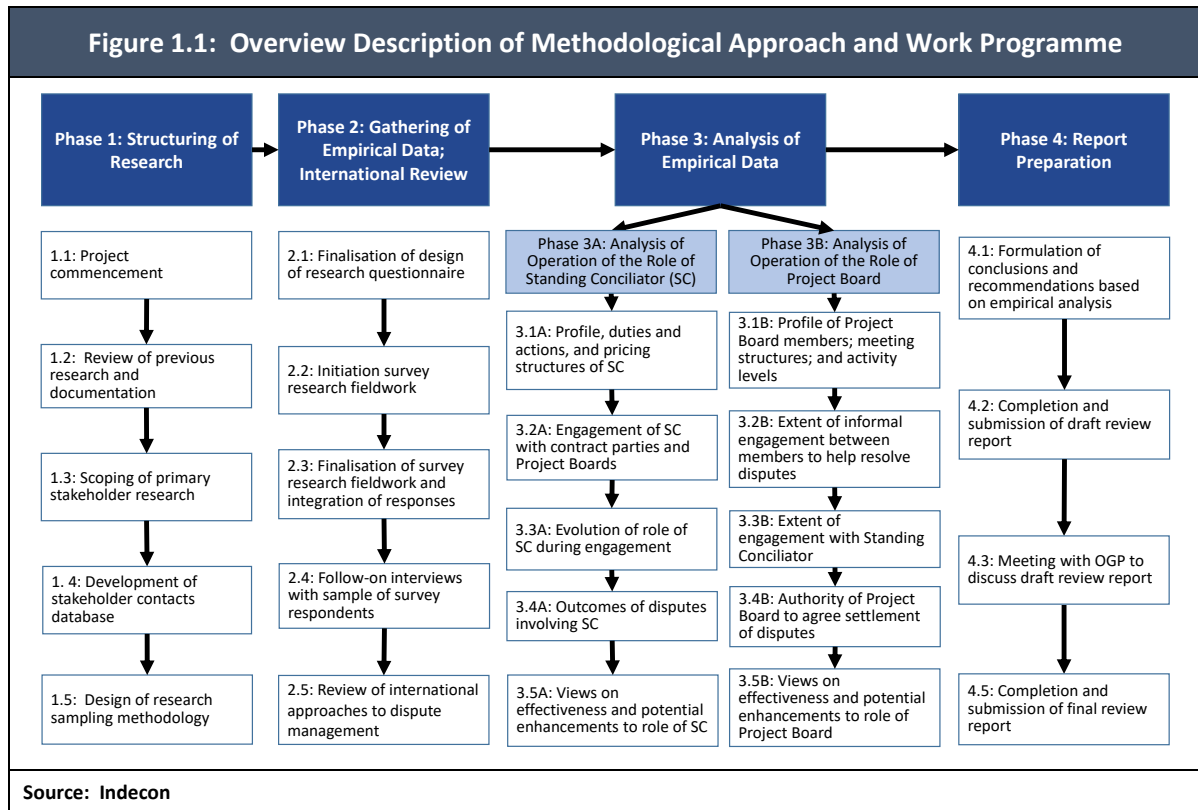 Figure 1.1: Overview Description of Methodological Approach and Work Programme
Phase 1: Structuring of
Research
Phase 2: Gathering of
Empirical Data;
International Review
Phase 3: Analysis of
Empirical Data
Phase 4: Report
Preparation
1.1: Project
commencement
1.2: Review of previous
research and
documentation
1.3: Scoping of primary
stakeholder research
1. 4: Development of
stakeholder contacts
database
1.5: Design of research
sampling methodology
2.1: Finalisation of design
of research questionnaire
2.2: Initiation survey
research fieldwork
2.3: Finalisation of survey
research fieldwork and
integration of responses
2.4: Follow-on interviews
with sample of survey
respondents
2.5: Review of international
approaches to dispute
management
Phase 3A: Analysis of
Operation of the Role of
Standing Conciliator (SC)
3.1A: Profile, duties and
actions, and pricing
structures of SC
3.2A: Engagement of SC
with contract parties and
Project Boards
3.3A: Evolution of role of
SC during engagement
3.4A: Outcomes of disputes
involving SC
3.5A: Views on
effectiveness and potential
enhancements to role of SC
Phase 3B: Analysis of
Operation of the Role of
Project Board
3.1B: Profile of Project
Board members; meeting
structures; and activity
levels
3.2B: Extent of informal
engagement between
members to help resolve
disputes
3.3B: Extent of
engagement with Standing
Conciliator
3.4B: Authority of Project
Board to agree settlement
of disputes
3.5B: Views on
effectiveness and potential
enhancements to role of
Project Board
4.1: Formulation of
conclusions and
recommendations based
on empirical analysis
4.2: Completion and
submission of draft review
report
4.3: Meeting with OGP to
discuss draft review report
4.5: Completion and
submission of final review
report
Source: Indecon